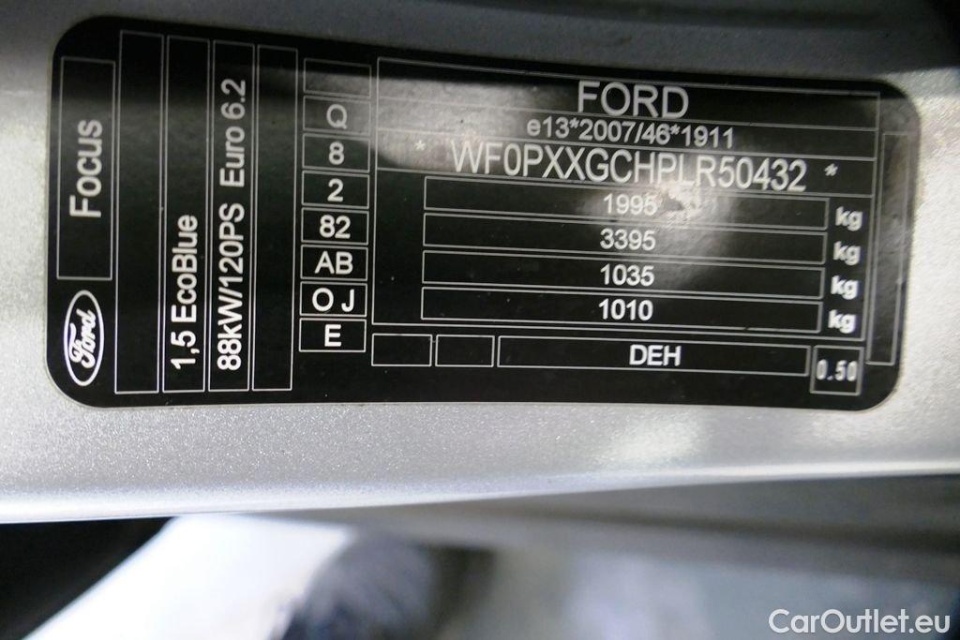 Ford
Focus
1,5 EcoBlue
88kW/120PS Euro 6.2
Q
8
2
82
AB
O J
E
FORD
e13*2007/46*1911
* WF0PXXGCHPLR50432 *
1995 kg
3395 kg
1035 kg
1010 kg
DEH
0.50
CarOutlet.eu